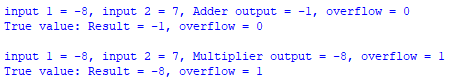 input 1 = -8, input 2 = 7, Adder output = -1, overflow = 0
True value: Result = -1, overflow = 0
input 1 = -8, input 2 = 7, Multiplier output = -8, overflow = 1
True value: Result = -8, overflow = 1